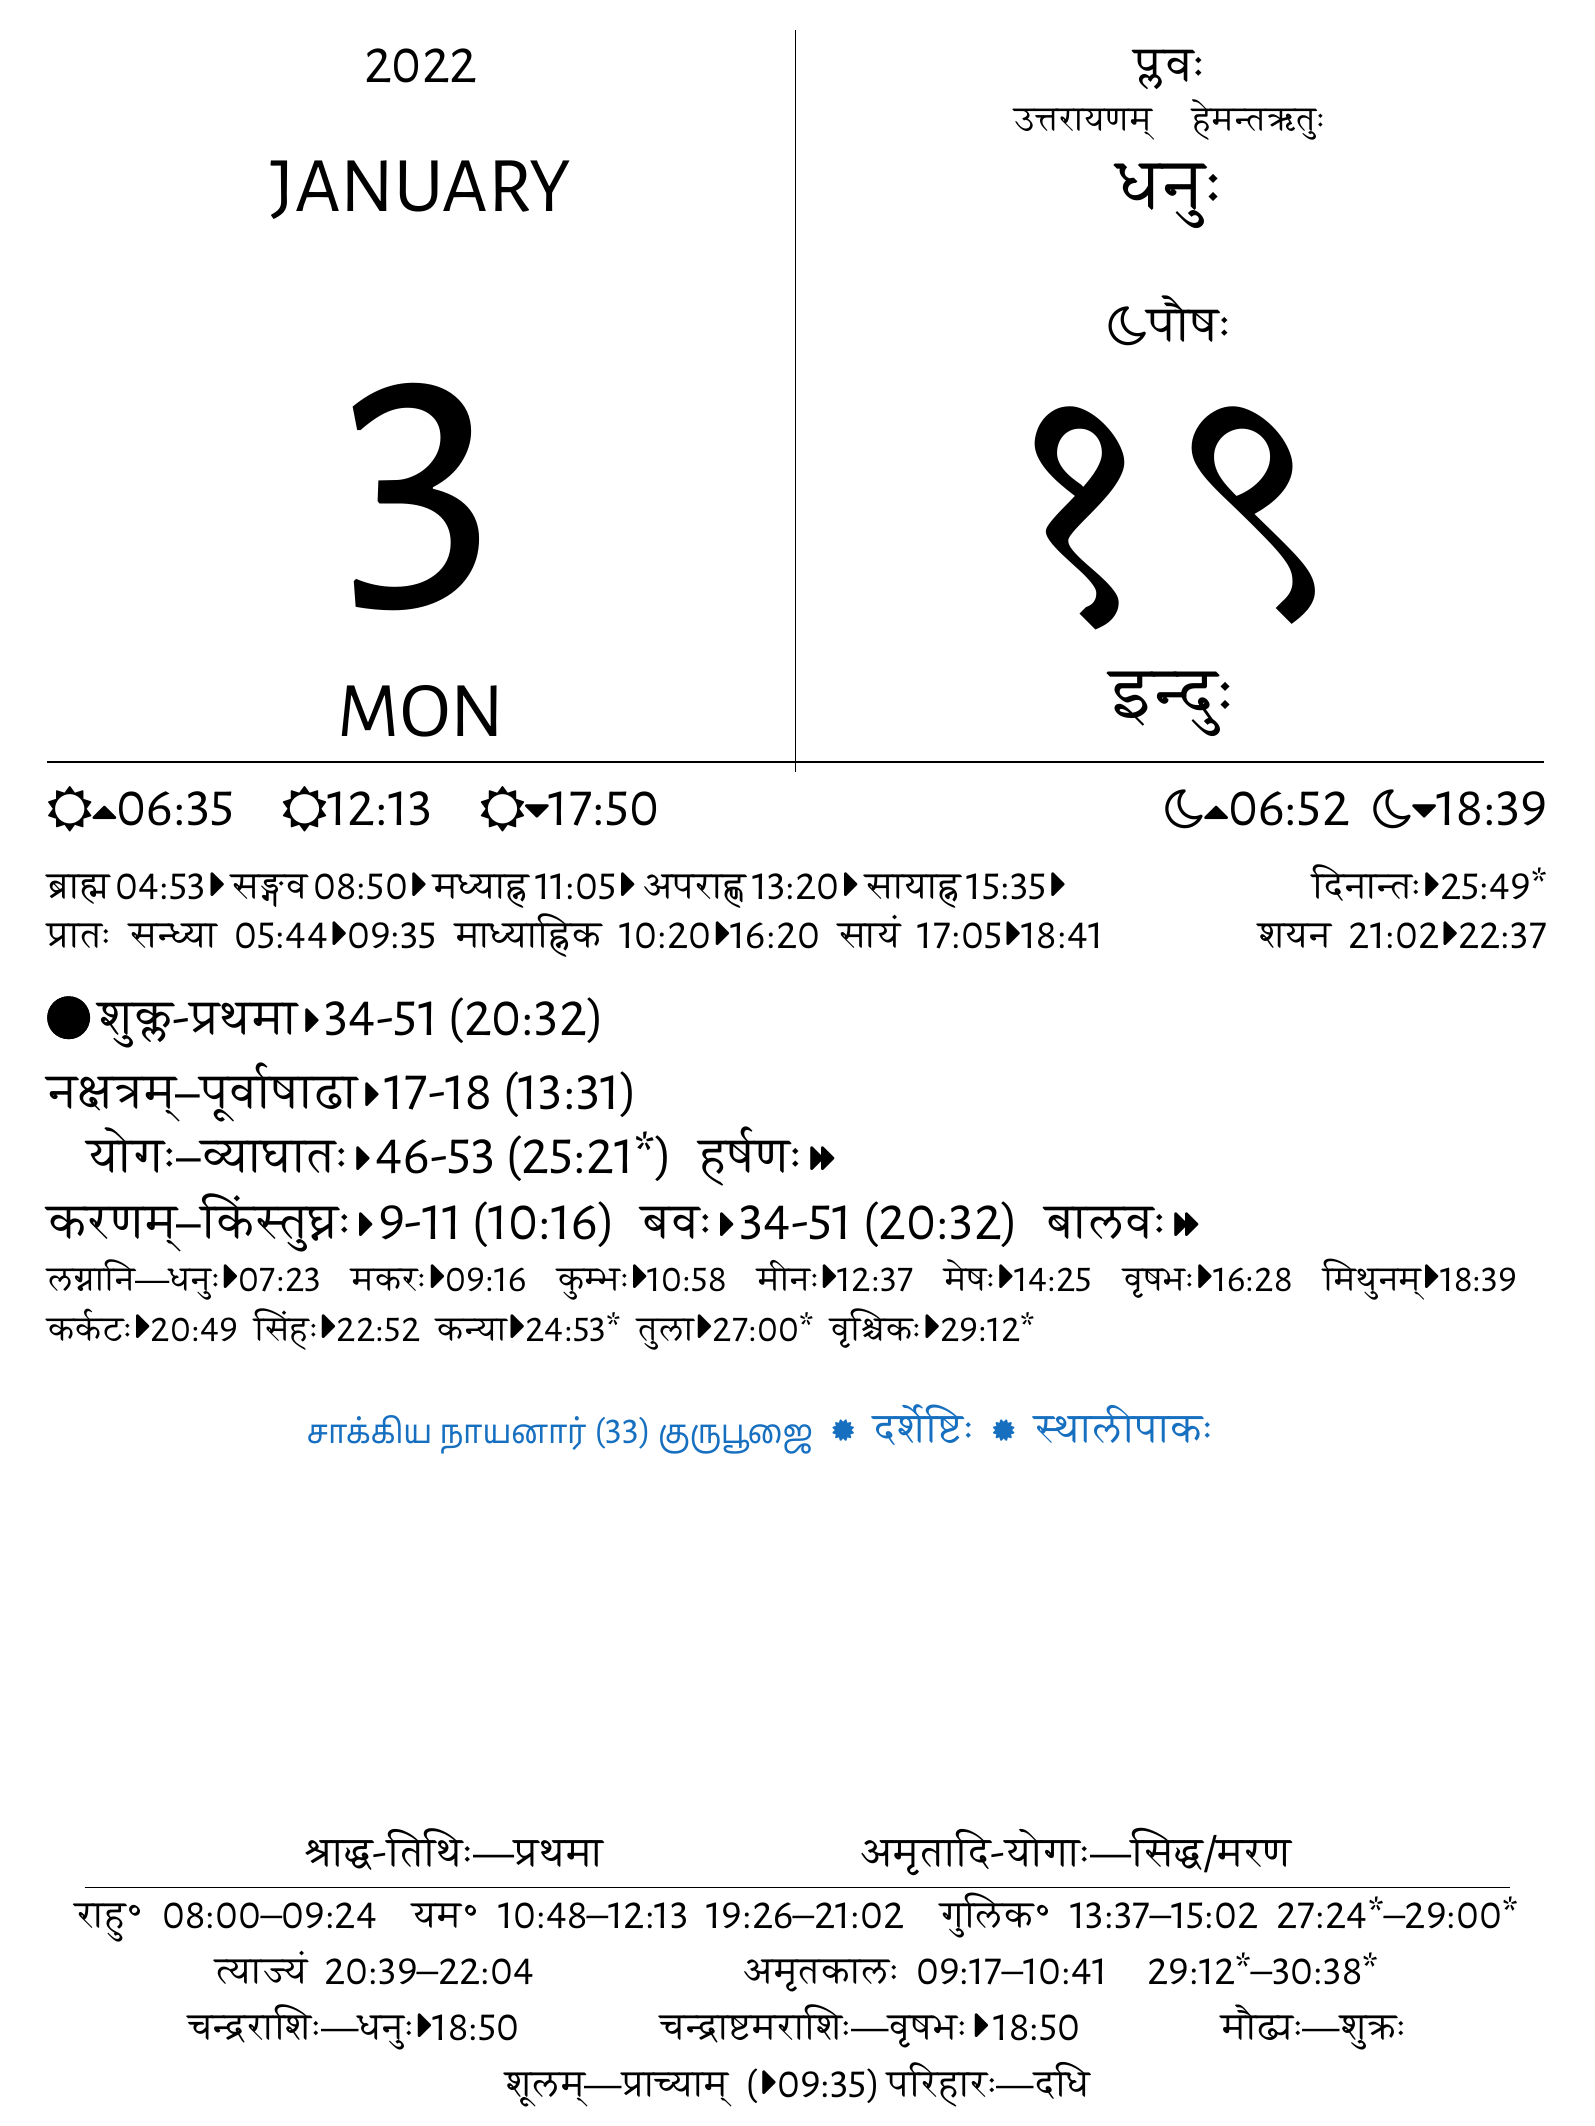 2022
JANUARY
3
MON
प्लवः
उत्तरायणम् हेमन्तऋतुः
धनुः
पौषः
१९
इन्दुः
06:35 12:13 17:50 06:52 18:39
ब्राह्म 04:53 सङ्गव 08:50 मध्याह्न 11:05 अपराह्ण 13:20 सायाह्न 15:35 दिनान्तः 25:49*
प्रातः सन्ध्या 05:44 09:35 माध्याह्निक 10:20 16:20 सायं 17:05 18:41 शयन 21:02 22:37
शुक्ल-प्रथमा 34-51 (20:32)
नक्षत्रम्–पूर्वाषाढा 17-18 (13:31)
योगः–व्याघातः 46-53 (25:21*) हर्षणः
करणम्–किंस्तुघ्नः 9-11 (10:16) बवः 34-51 (20:32) बालवः
लग्नानि—धनुः 07:23 मकरः 09:16 कुम्भः 10:58 मीनः 12:37 मेषः 14:25 वृषभः 16:28 मिथुनम् 18:39
कर्कटः 20:49 सिंहः 22:52 कन्या 24:53* तुला 27:00* वृश्चिकः 29:12*
சாக்கிய நாயனார் (33) குருபூஜை दर्शेष्टिः स्थालीपाकः
श्राद्ध-तिथिः—प्रथमा अमृतादि-योगाः—सिद्ध/मरण
राहु॰ 08:00–09:24 यम॰ 10:48–12:13 19:26–21:02 गुलिक॰ 13:37–15:02 27:24*–29:00*
त्याज्यं 20:39–22:04 अमृतकालः 09:17–10:41 29:12*–30:38*
चन्द्रराशिः—धनुः 18:50 चन्द्राष्टमराशिः—वृषभः 18:50 मौढ्यः—शुक्रः
शूलम्—प्राच्याम् (09:35) परिहारः—दधि